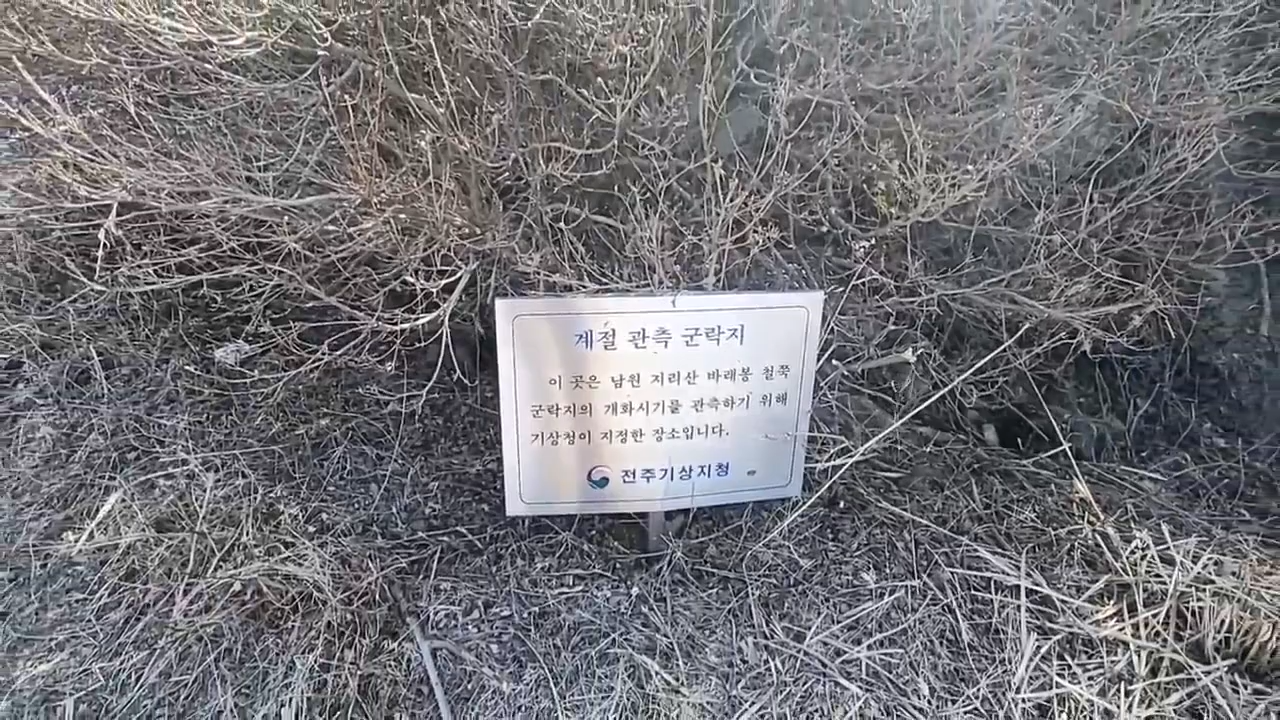 계절 관측 군락지
이 곳은 남원 지리산 바래봉 철쭉
군락지의 개화시기를 관측하기 위해
기상청이 지정한 장소입니다.
전주기상지청